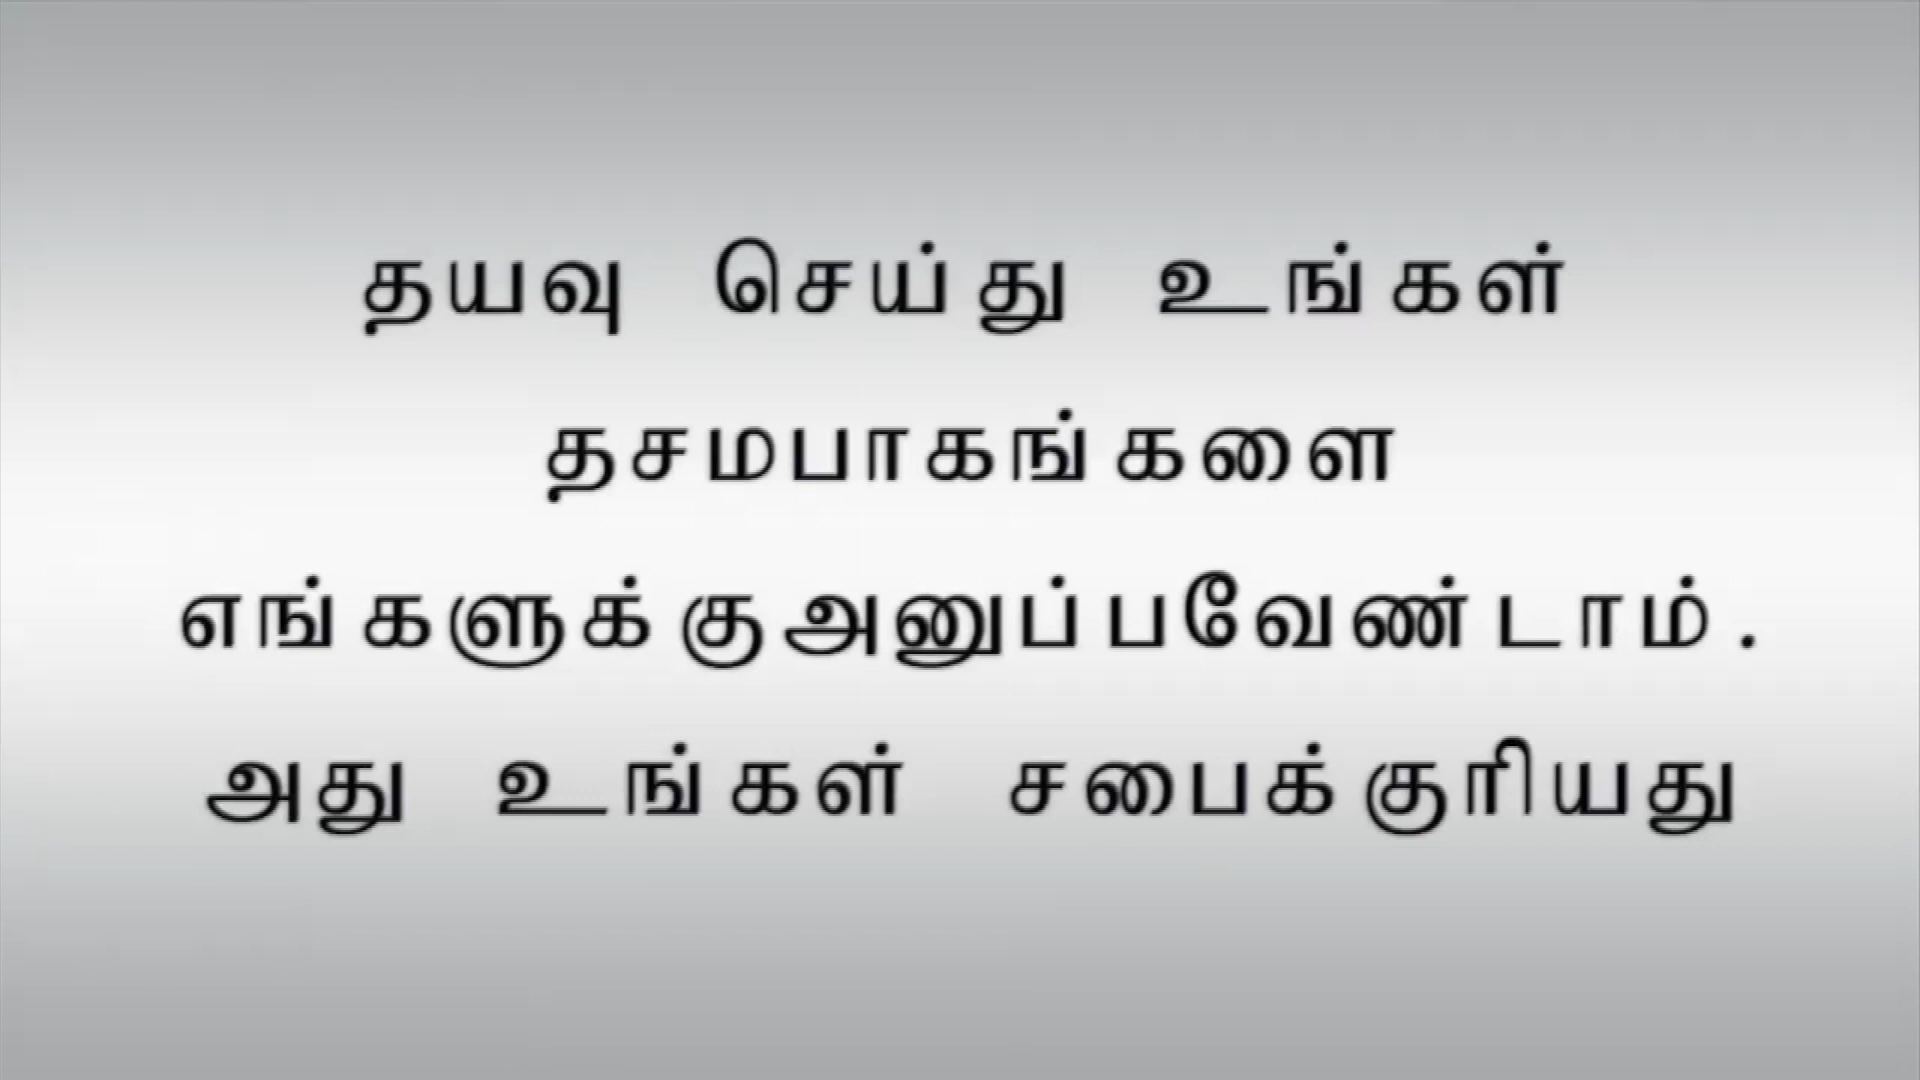 தயவு செய்து உங்கள்
தசமபாகங்களை
எங்களுக்குஅனுப்பவேண்டாம்.
அது உங்கள் சபைக்குரியது